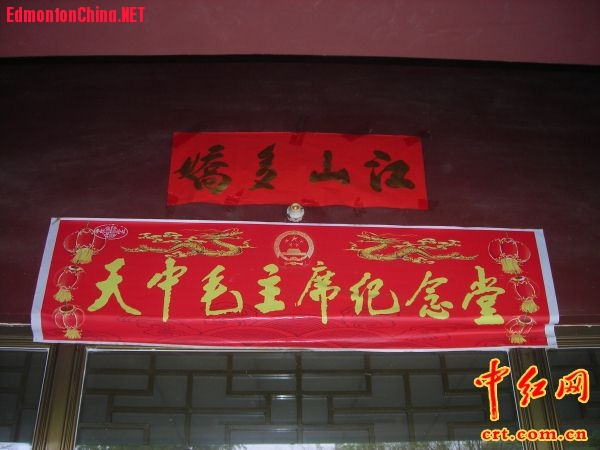 EdmontonChina.NET
江山多嬌
天中毛主席纪念堂
中红网
crt.com.cn